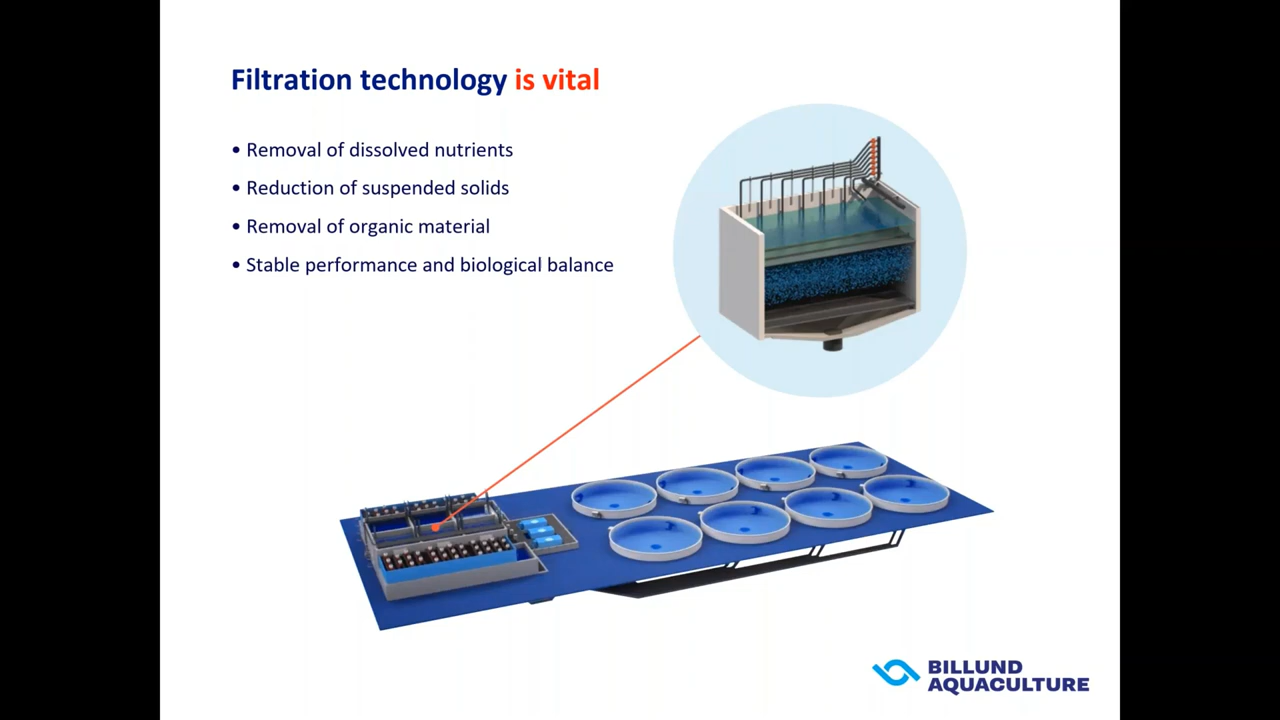 Filtration technology is vital
• Removal of dissolved nutrients
• Reduction of suspended solids
• Removal of organic material
• Stable performance and biological balance
BILLUND
AQUACULTURE